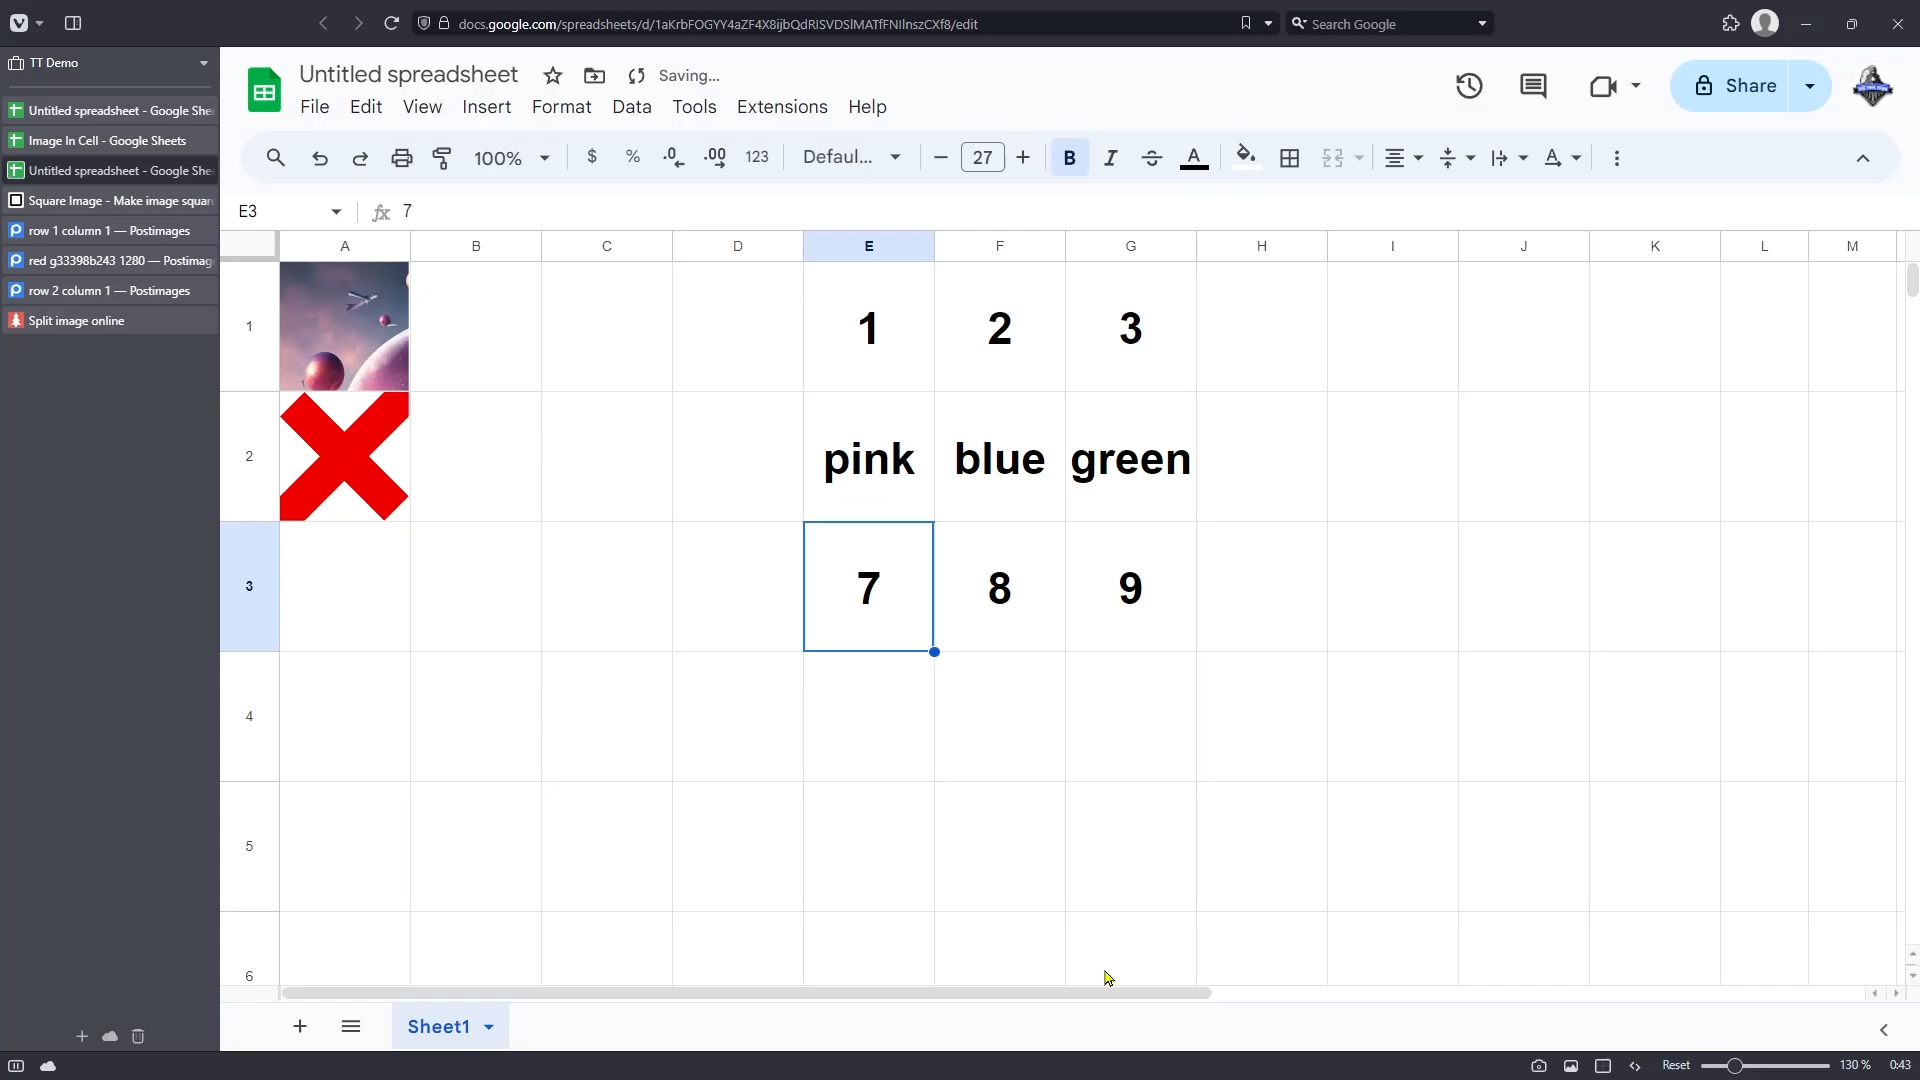 docs.google.com/spreadsheets/d/1aKrbFOGYY4aZF4X8ijbQdRISVDSlMATfFNIlnszCXf8/edit
Search Google
TT Demo
Untitled spreadsheet - Google She
Image In Cell - Google Sheets
Untitled spreadsheet - Google She
Square Image - Make image squar
row 1 column 1 — Postimages
red g33398b243 1280 — Postimag
row 2 column 1 — Postimages
Split image online
Untitled spreadsheet
Saving...
File Edit View Insert Format Data Tools Extensions Help
Share
100% $ % .0 .00 123 Defaul... 27 B I S A A
E3 fx 7
A B C D E F G H I J K L M
1 1 2 3
2 pink blue green
3 7 8 9
4
5
6
Sheet1
Reset 130 % 0:43